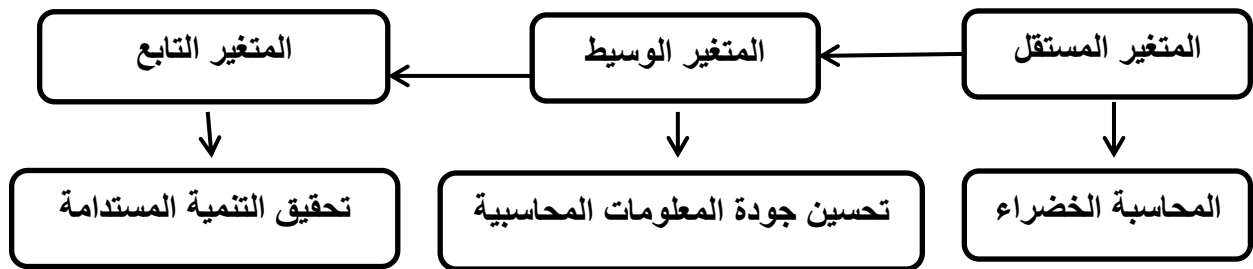 المتغير المستقل
المتغير الوسيط
المتغير التابع
المحاسبة الخضراء
تحسين جودة المعلومات المحاسبية
تحقيق التنمية المستدامة